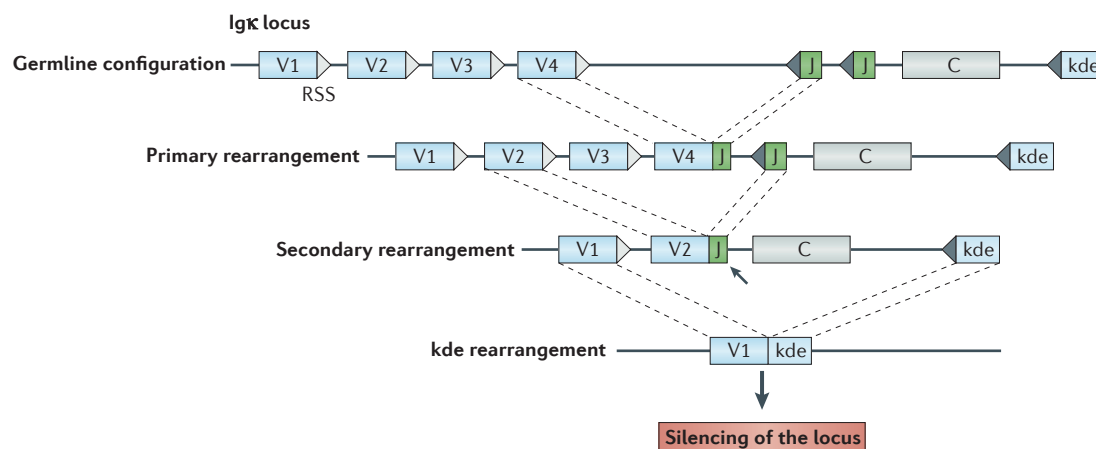 Igκ locus
Germline configuration V1 V2 V3 V4 J J C kde
RSS
Primary rearrangement V1 V2 V3 V4 J J C kde
Secondary rearrangement V1 V2 J C kde
kde rearrangement V1 kde
Silencing of the locus